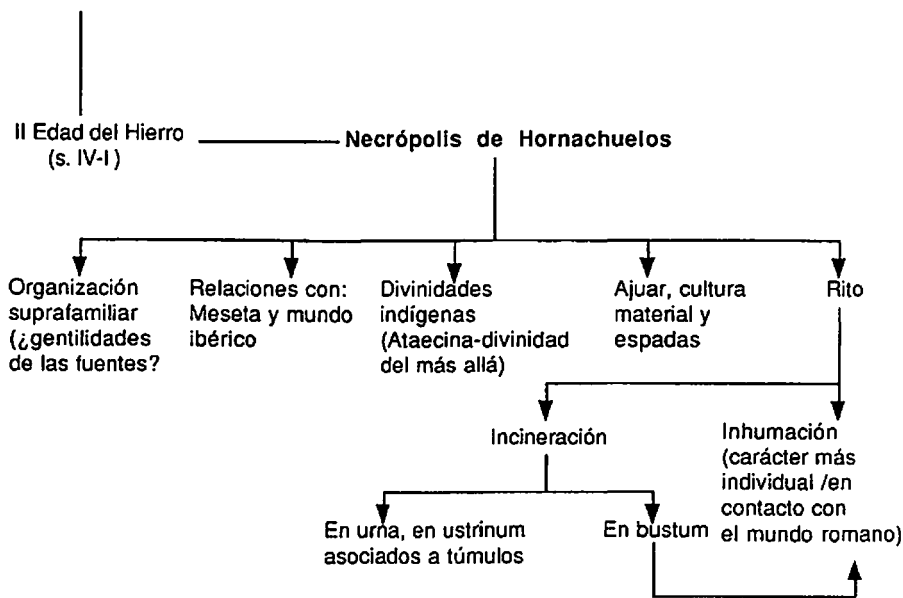 II Edad del Hierro
(s. IV-I)
Necrópolis de Hornachuelos
Organización
suprafamiliar
(¿gentilidades
de las fuentes?
Relaciones con:
Meseta y mundo
ibérico
Divinidades
indígenas
(Ataecina-divinidad
del más allá)
Ajuar, cultura
material y
espadas
Rito
Incineración
Inhumación
(carácter más
individual /en
contacto con
el mundo romano)
En urna, en ustrinum
asociados a túmulos
En bustum